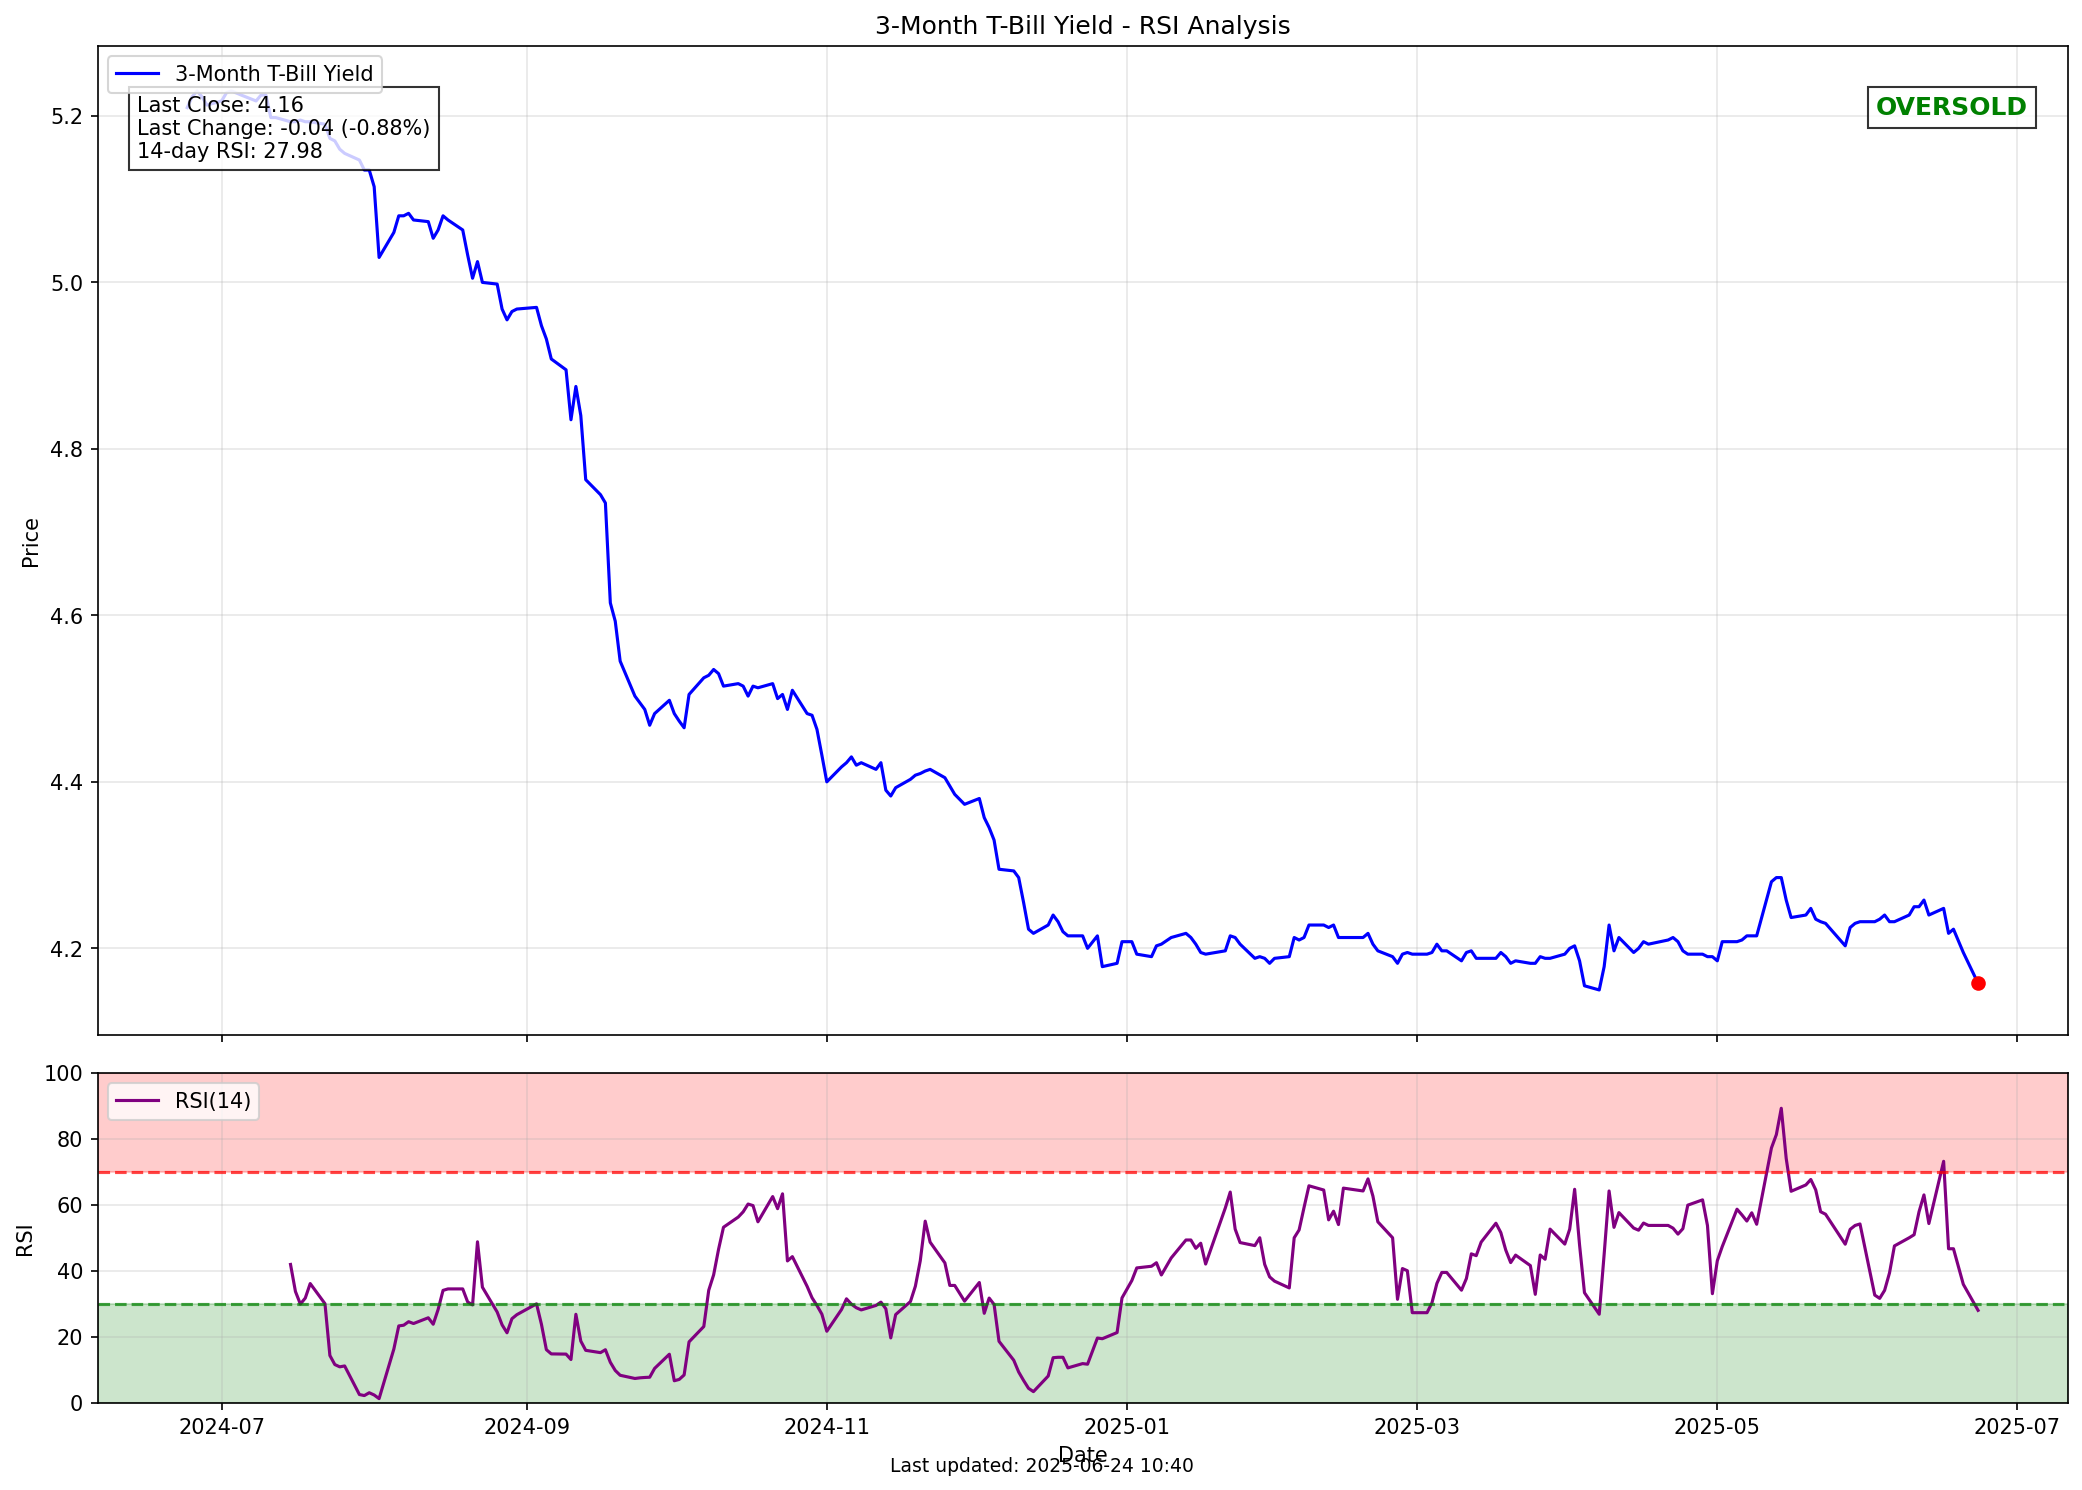 3-Month T-Bill Yield - RSI Analysis
3-Month T-Bill Yield
Last Close: 4.16
Last Change: -0.04 (-0.88%)
14-day RSI: 27.98
OVERSOLD
Price
5.2
5.0
4.8
4.6
4.4
4.2
RSI(14)
RSI
100
80
60
40
20
0
2024-07 2024-09 2024-11 2025-01 2025-03 2025-05 2025-07
Date
Last updated: 2025-06-24 10:40